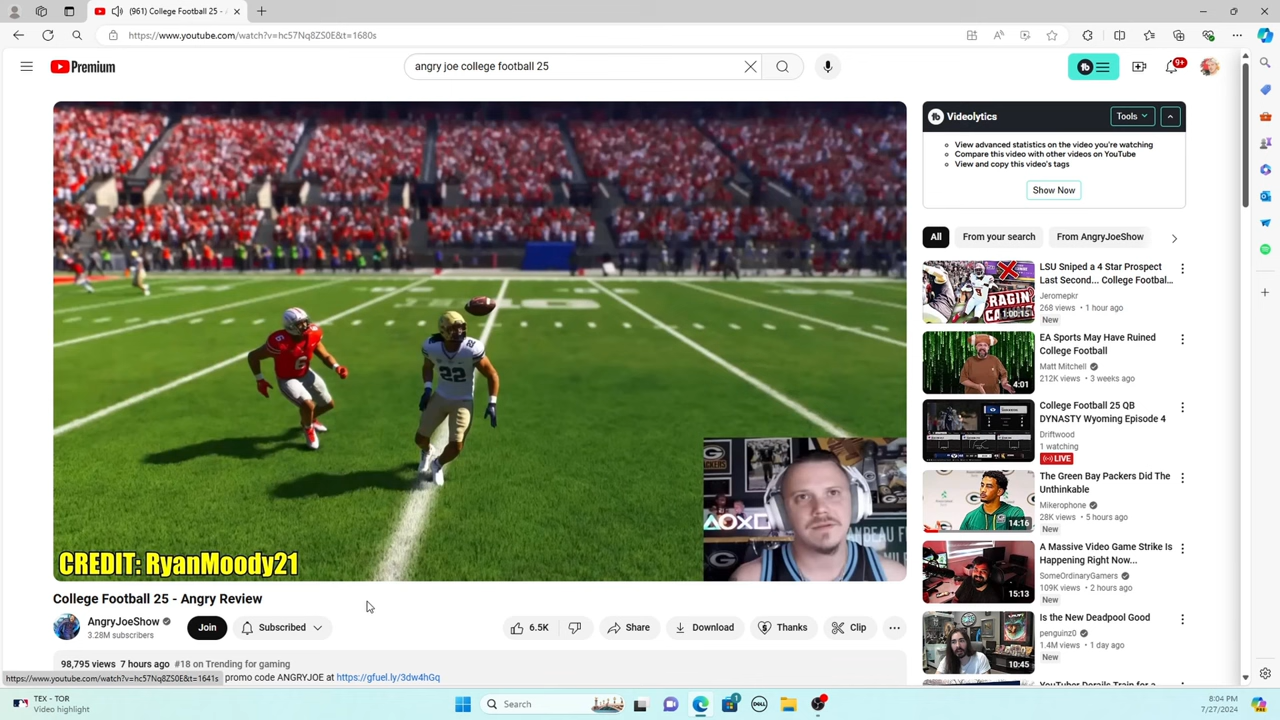 (961) College Football 25 -
https://www.youtube.com/watch?v=hc57Nq8ZS0E&t=1680s
Premium
angry joe college football 25
9+
Videolytics
Tools
View advanced statistics on the video you're watching
Compare this video with other videos on YouTube
View and copy this video's tags
Show Now
All
From your search
From AngryJoeShow
LSU Sniped a 4 Star Prospect
Last Second... College Footbal...
Jeromepkr
268 views • 1 hour ago
New
1:00:15
EA Sports May Have Ruined
College Football
Matt Mitchell
212K views • 3 weeks ago
4:01
College Football 25 QB
DYNASTY Wyoming Episode 4
Driftwood
1 watching
LIVE
The Green Bay Packers Did The
Unthinkable
Mikerophone
28K views • 5 hours ago
New
14:16
A Massive Video Game Strike Is
Happening Right Now...
SomeOrdinaryGamers
109K views • 2 hours ago
New
15:13
Is the New Deadpool Good
penguinz0
1.4M views • 1 day ago
New
10:45
YouTuber Derails Train for a
22
6
CREDIT: RyanMoody21
College Football 25 - Angry Review
AngryJoeShow
3.28M subscribers
Join
Subscribed
6.5K
Share
Download
Thanks
Clip
98,795 views 7 hours ago #18 on Trending for gaming
promo code ANGRYJOE at https://gfuel.ly/3dw4hGq
https://www.youtube.com/watch?v=hc57Nq8ZS0E&t=1641s
TEX - TOR
Video highlight
Search
8:04 PM
7/27/2024